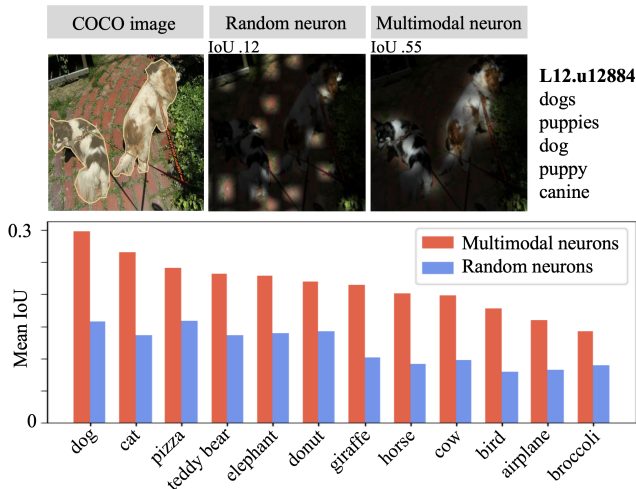 COCO image
Random neuron
Multimodal neuron
IoU .12
IoU .55
L12.u12884
dogs
puppies
dog
puppy
canine
0.3
Mean IoU
0
Multimodal neurons
Random neurons
dog
cat
pizza
teddy bear
elephant
donut
giraffe
horse
cow
bird
airplane
broccoli